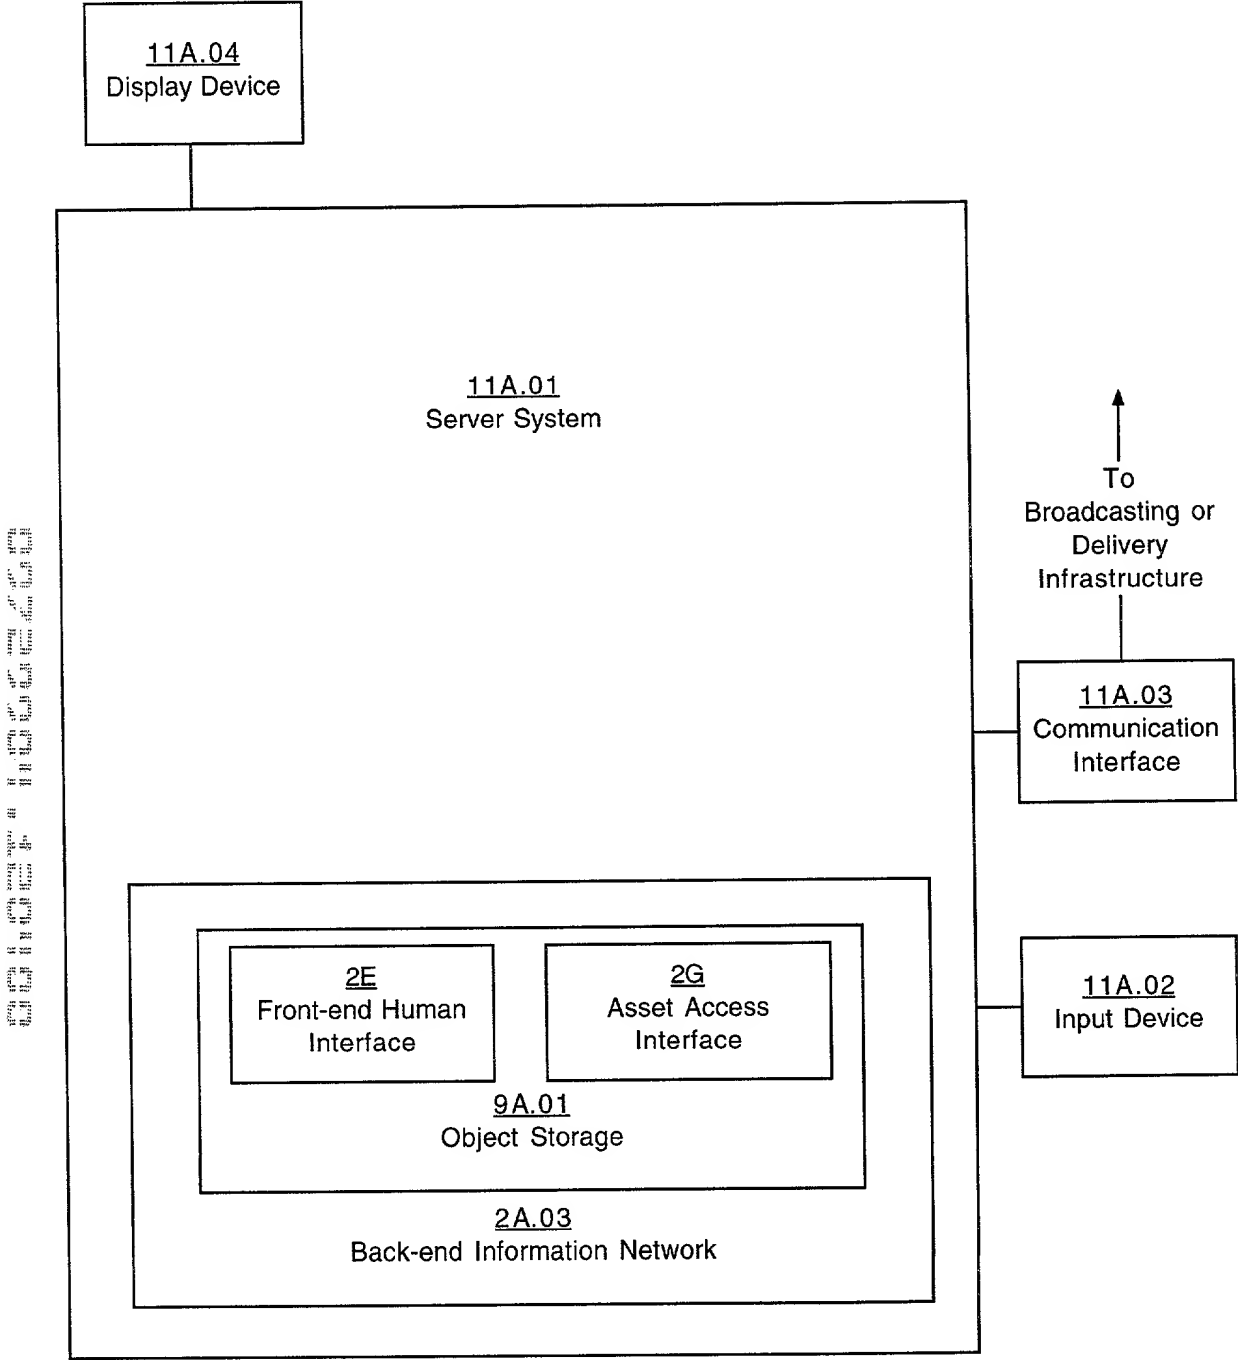 11A.04
Display Device
11A.01
Server System
To
Broadcasting or
Delivery
Infrastructure
11A.03
Communication
Interface
2E
Front-end Human
Interface
2G
Asset Access
Interface
9A.01
Object Storage
2A.03
Back-end Information Network
11A.02
Input Device